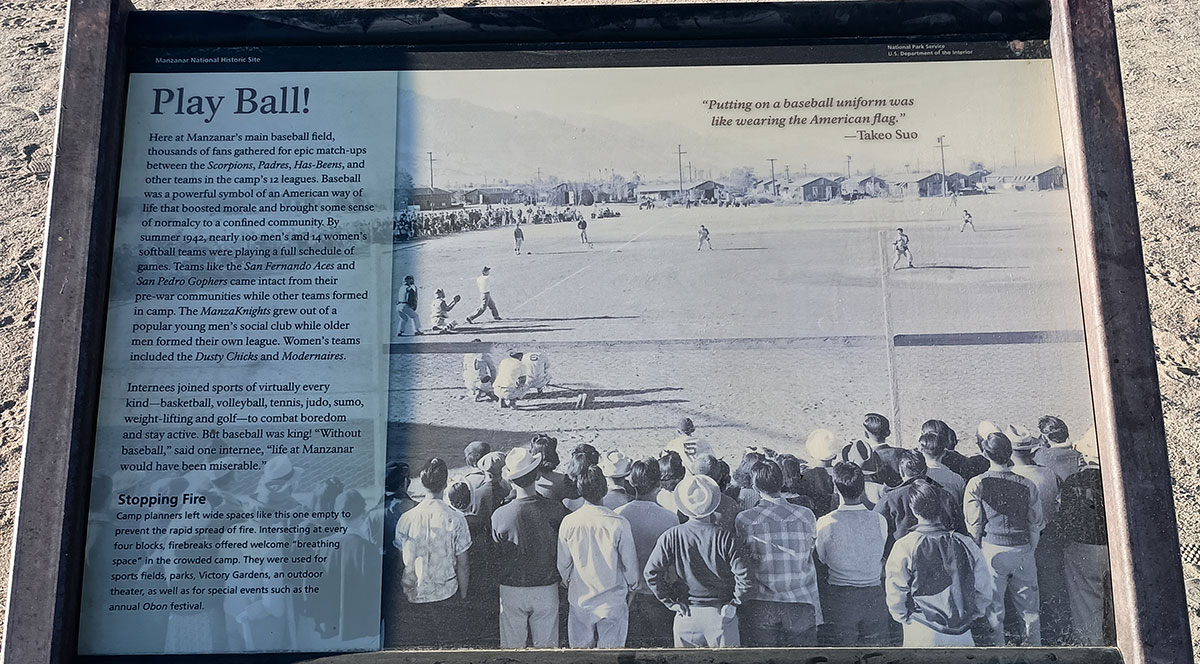 Manzanar National Historic Site
National Park Service
U.S. Department of the Interior
Play Ball!
Here at Manzanar's main baseball field,
thousands of fans gathered for epic match-ups
between the Scorpions, Padres, Has-Beens, and
other teams in the camp's 12 leagues. Baseball
was a powerful symbol of an American way of
life that boosted morale and brought some sense
of normalcy to a confined community. By
summer 1942, nearly 100 men's and 14 women's
softball teams were playing a full schedule of
games. Teams like the San Fernando Aces and
San Pedro Gophers came intact from their
pre-war communities while other teams formed
in camp. The ManzaKnights grew out of a
popular young men's social club while older
men formed their own league. Women's teams
included the Dusty Chicks and Modernaires.
Internees joined sports of virtually every
kind—basketball, volleyball, tennis, judo, sumo,
weight-lifting and golf—to combat boredom
and stay active. But baseball was king! “Without
baseball,” said one internee, “life at Manzanar
would have been miserable.”
Stopping Fire
Camp planners left wide spaces like this one empty to
prevent the rapid spread of fire. Intersecting at every
four blocks, firebreaks offered welcome “breathing
space” in the crowded camp. They were used for
sports fields, parks, Victory Gardens, an outdoor
theater, as well as for special events such as the
annual Obon festival.
“Putting on a baseball uniform was
like wearing the American flag.”
—Takeo Suo
5